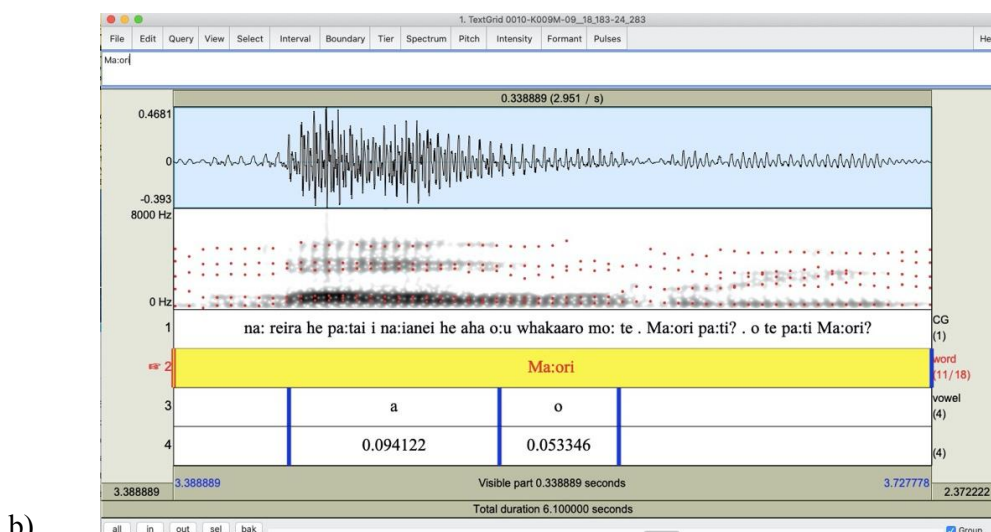 1. TextGrid 0010-K009M-09__18_183-24_283
File Edit Query View Select Interval Boundary Tier Spectrum Pitch Intensity Formant Pulses He
Ma:ori
0.338889 (2.951 / s)
0.4681
0
-0.393
8000 Hz
0 Hz
1 na: reira he pa:tai i na:ianei he aha o:u whakaaro mo: te . Ma:ori pa:ti? . o te pa:ti Ma:ori? CG
(1)
2 Ma:ori word
(11/18)
3 a o vowel
(4)
4 0.094122 0.053346
(4)
3.388889 Visible part 0.338889 seconds 3.727778
3.388889 2.372222
Total duration 6.100000 seconds
all in out sel bak Group
b)